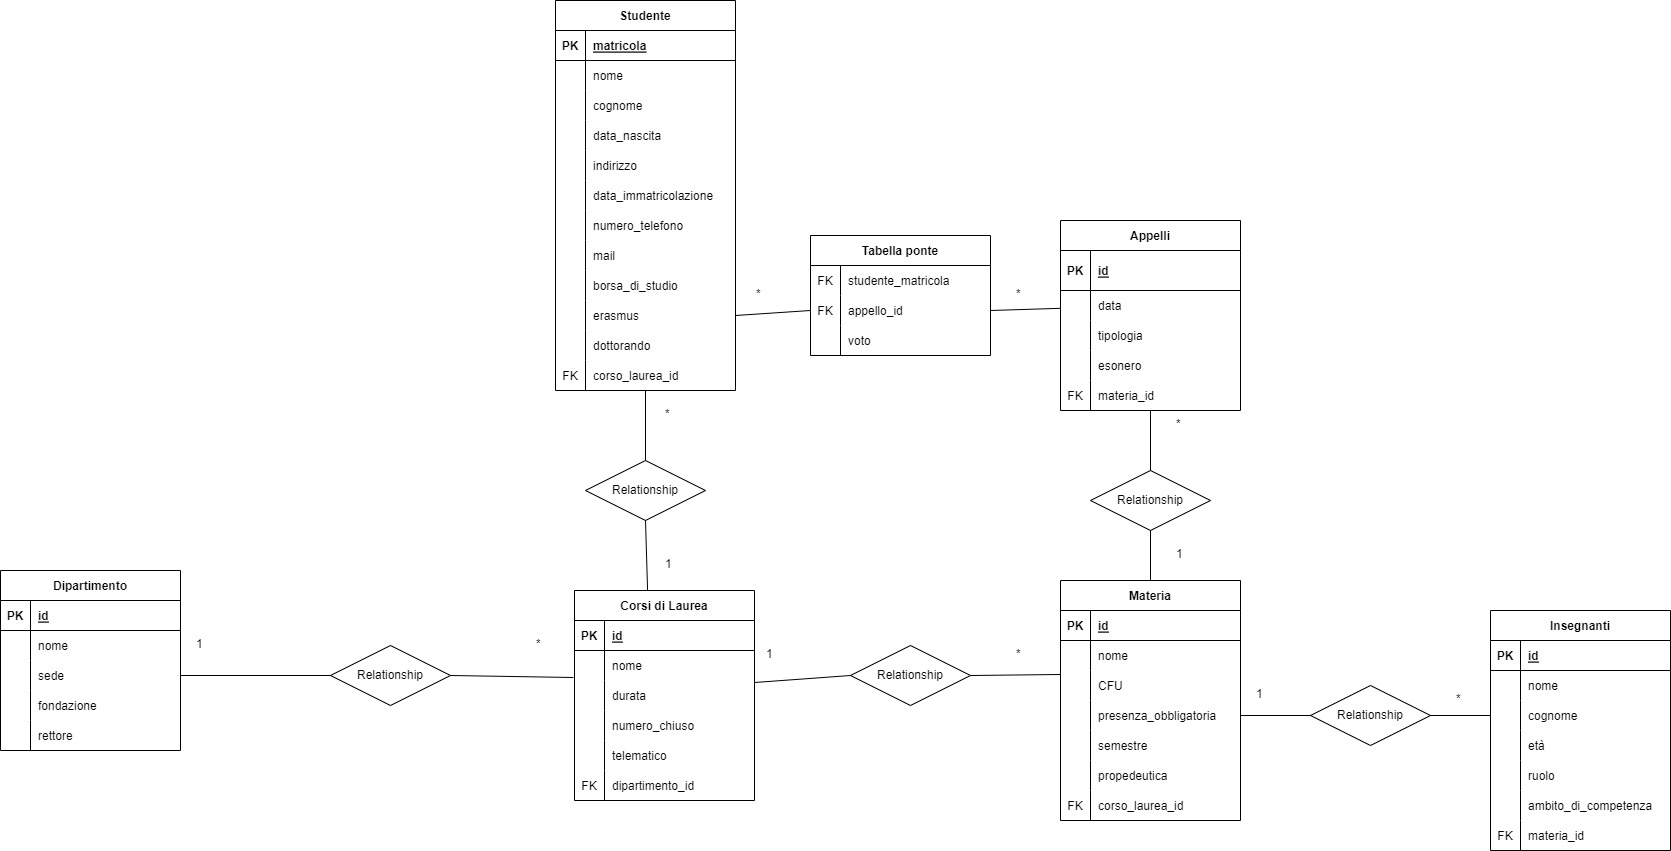 Studente
PK matricola
nome
cognome
data_nascita
indirizzo
data_immatricolazione
numero_telefono
mail
borsa_di_studio
erasmus
dottorando
FK corso_laurea_id
*
Tabella ponte
FK studente_matricola
FK appello_id
voto
*
Appelli
PK id
data
tipologia
esonero
FK materia_id
*
Relationship
1
*
Relationship
1
Dipartimento
PK id
nome
sede
fondazione
rettore
1
Relationship
*
Corsi di Laurea
PK id
nome
durata
numero_chiuso
telematico
FK dipartimento_id
1
Relationship
*
Materia
PK id
nome
CFU
presenza_obbligatoria
semestre
propedeutica
FK corso_laurea_id
1
Relationship
*
Insegnanti
PK id
nome
cognome
età
ruolo
ambito_di_competenza
FK materia_id